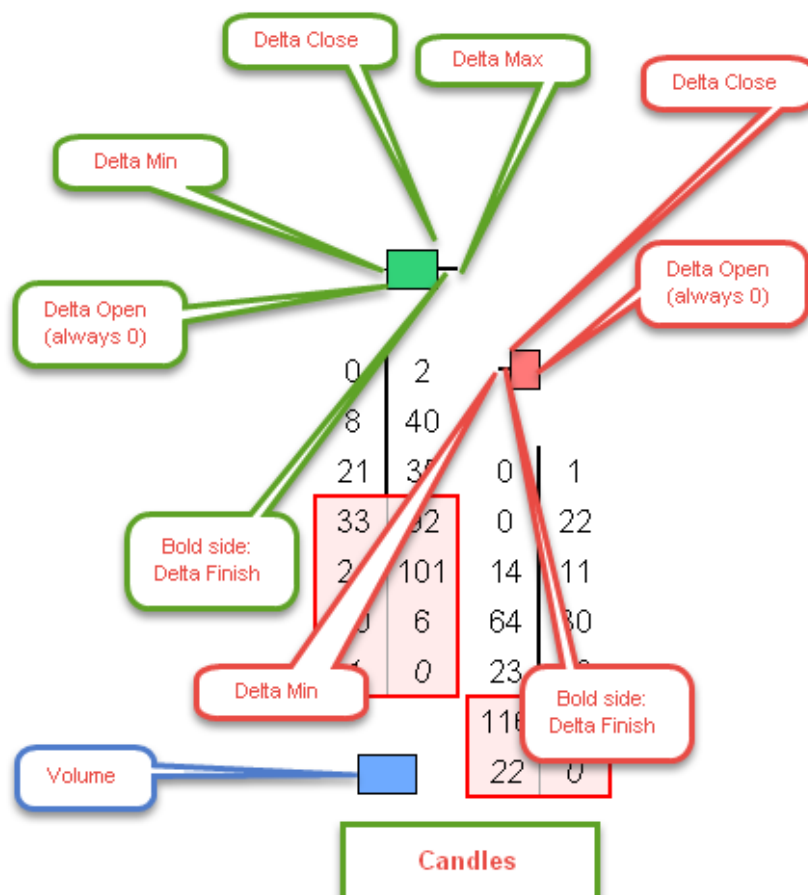 Delta Close
Delta Max
Delta Close
Delta Min
Delta Open
(always 0)
Delta Open
(always 0)
0 2
8 40
21
0 1
33
0 22
Bold side:
Delta Finish
101
14 11
6
64
0
23
Delta Min
Bold side:
Delta Finish
22 0
Volume
Candles